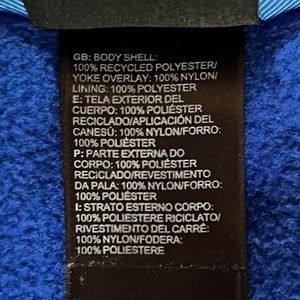 GB: BODY SHELL:
100% RECYCLED POLYESTER/
YOKE OVERLAY: 100% NYLON/
LINING: 100% POLYESTER
E: TELA EXTERIOR DEL
CUERPO: 100% POLIÉSTER
RECICLADO/APLICACIÓN DEL
CANESÚ: 100% NYLON/FORRO:
100% POLIÉSTER
P: PARTE EXTERNA DO
CORPO: 100% POLIÉSTER
RECICLADO/REVESTIMENTO
DA PALA: 100% NYLON/FORRO:
100% POLIÉSTER
I: STRATO ESTERNO CORPO:
100% POLIESTERE RICICLATO/
RIVESTIMENTO DEL CARRÉ:
100% NYLON/FODERA:
100% POLIESTERE